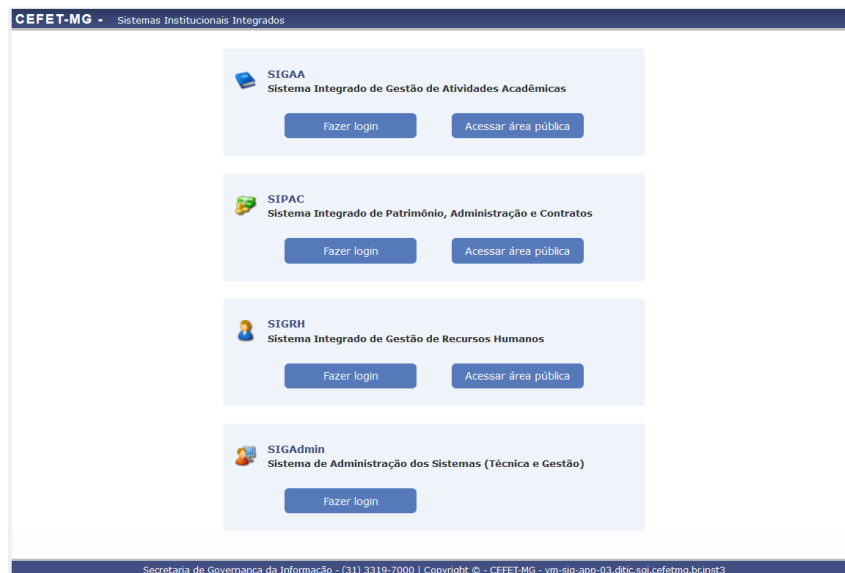 CEFET-MG - Sistemas Institucionais Integrados
SIGAA
Sistema Integrado de Gestão de Atividades Acadêmicas
Fazer login Acessar área pública
SIPAC
Sistema Integrado de Patrimônio, Administração e Contratos
Fazer login Acessar área pública
SIGRH
Sistema Integrado de Gestão de Recursos Humanos
Fazer login Acessar área pública
SIGAdmin
Sistema de Administração dos Sistemas (Técnica e Gestão)
Fazer login
Secretaria de Governança da Informação - (31) 3319-7000 | Copyright © - CEFET-MG - vm-sig-app-03.ditic.sgi.cefetmg.br.inst3